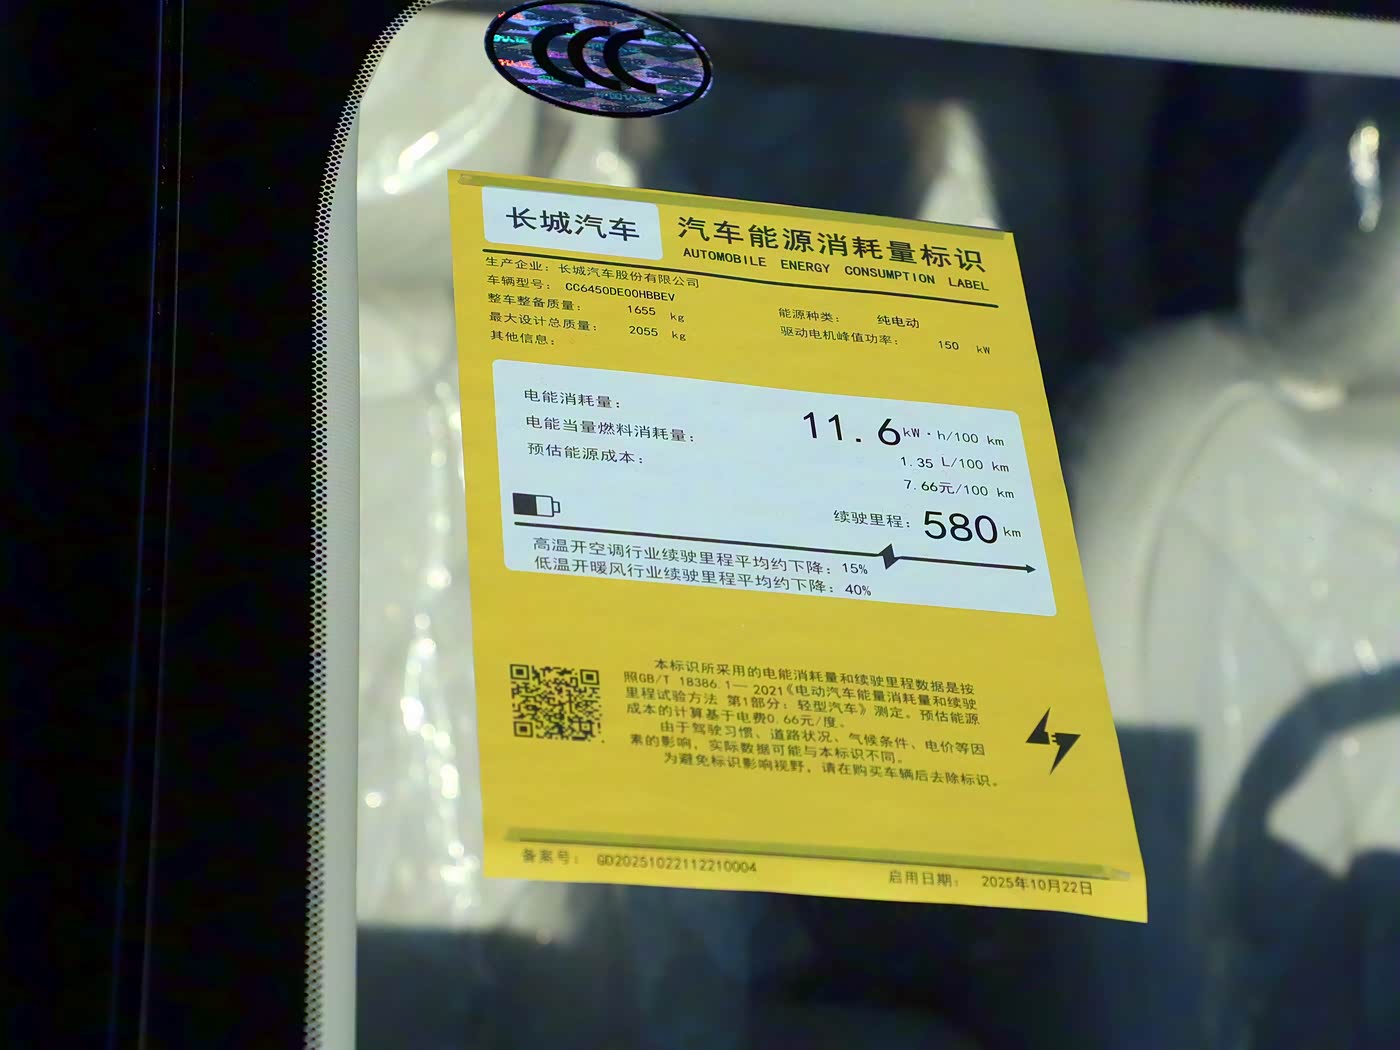 CCC
长城汽车
汽车能源消耗量标识
AUTOMOBILE ENERGY CONSUMPTION LABEL
生产企业：长城汽车股份有限公司
车辆型号：CC6450DE00HBBEV
整车整备质量：1655 kg 能源种类：纯电动
最大设计总质量：2055 kg 驱动电机峰值功率：150 kW
其他信息：
电能消耗量：11.6 kW·h/100 km
电能当量燃料消耗量：1.35 L/100 km
预估能源成本：7.66元/100 km
续驶里程：580 km
高温开空调行业续驶里程平均约下降：15%
低温开暖风行业续驶里程平均约下降：40%
本标识所采用的电能消耗量和续驶里程数据是按
照GB/T 18386.1— 2021《电动汽车能量消耗量和续驶
里程试验方法 第1部分：轻型汽车》测定。预估能源
成本的计算基于电费0.66元/度。
由于驾驶习惯、道路状况、气候条件、电价等因
素的影响，实际数据可能与本标识不同。
为避免标识影响视野，请在购买车辆后去除标识。
备案号：GD20251022112210004 启用日期：2025年10月22日